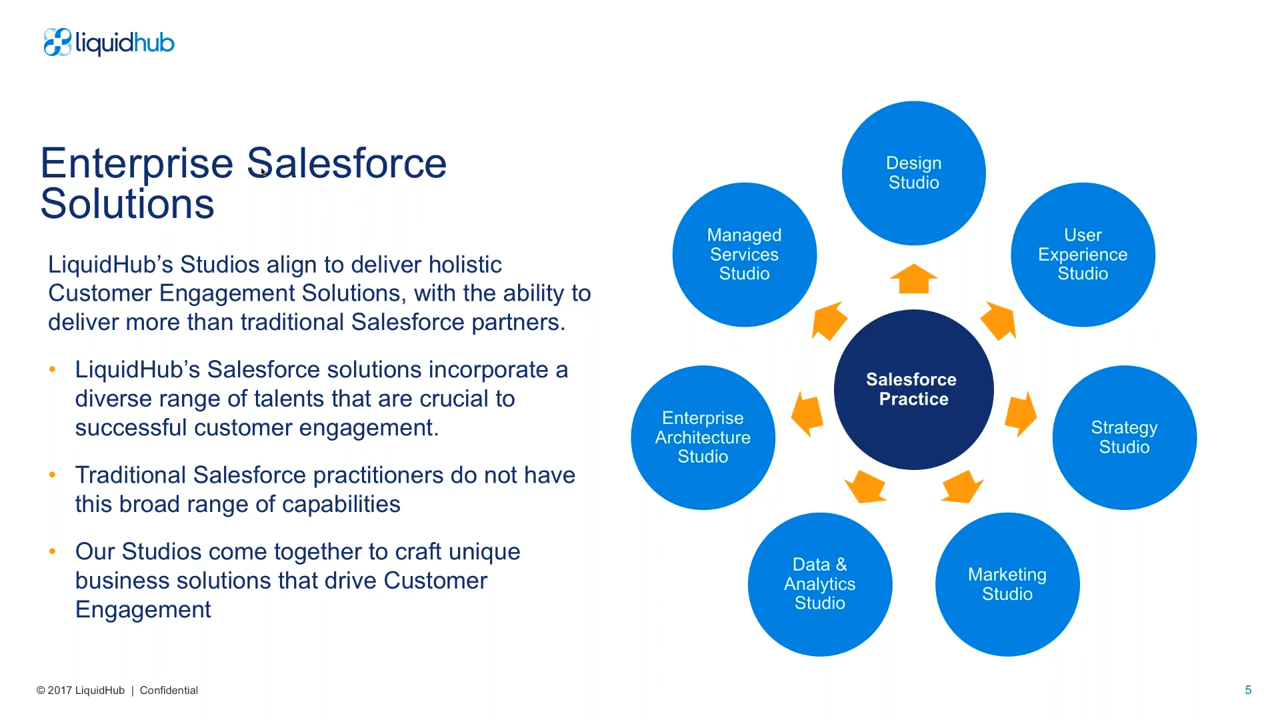 liquidhub
Enterprise Salesforce
Solutions
LiquidHub’s Studios align to deliver holistic
Customer Engagement Solutions, with the ability to
deliver more than traditional Salesforce partners.
• LiquidHub’s Salesforce solutions incorporate a
diverse range of talents that are crucial to
successful customer engagement.
• Traditional Salesforce practitioners do not have
this broad range of capabilities
• Our Studios come together to craft unique
business solutions that drive Customer
Engagement
Design
Studio
User
Experience
Studio
Strategy
Studio
Marketing
Studio
Data &
Analytics
Studio
Enterprise
Architecture
Studio
Managed
Services
Studio
Salesforce
Practice
© 2017 LiquidHub | Confidential
5